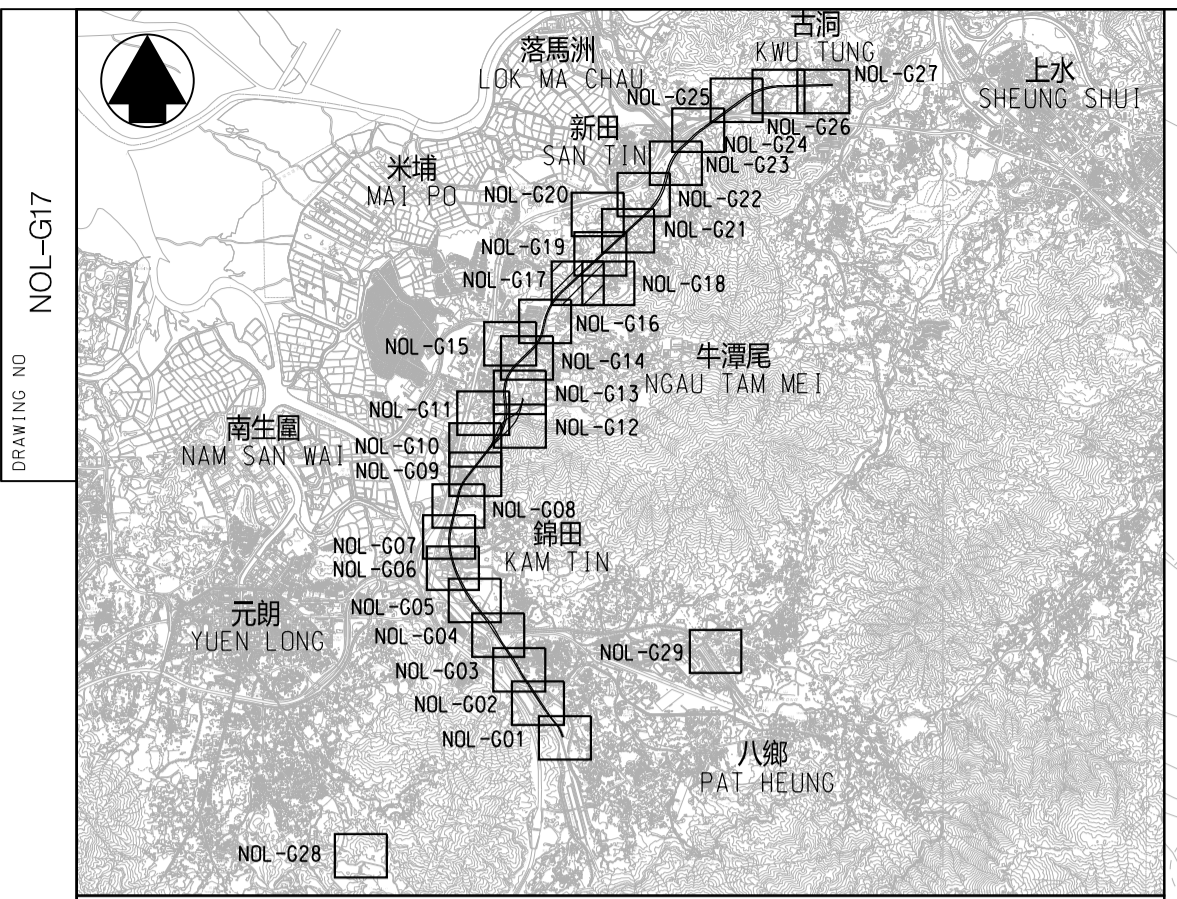 DRAWING NO
NOL-G17
落馬洲
LOK MA CHAU
古洞
KWU TUNG
上水
SHEUNG SHUI
新田
SAN TIN
米埔
MAI PO
NOL-G27
NOL-G25
NOL-G26
NOL-G24
NOL-G23
NOL-G20
NOL-G22
NOL-G21
NOL-G19
NOL-G17
NOL-G18
NOL-G16
NOL-G15
NOL-G14
牛潭尾
NGAU TAM MEI
NOL-G13
NOL-G11
NOL-G12
南生圍
NAM SAN WAI
NOL-G10
NOL-G09
NOL-G08
錦田
KAM TIN
NOL-G07
NOL-G06
元朗
YUEN LONG
NOL-G05
NOL-G04
NOL-G29
NOL-G03
NOL-G02
NOL-G01
八鄉
PAT HEUNG
NOL-G28